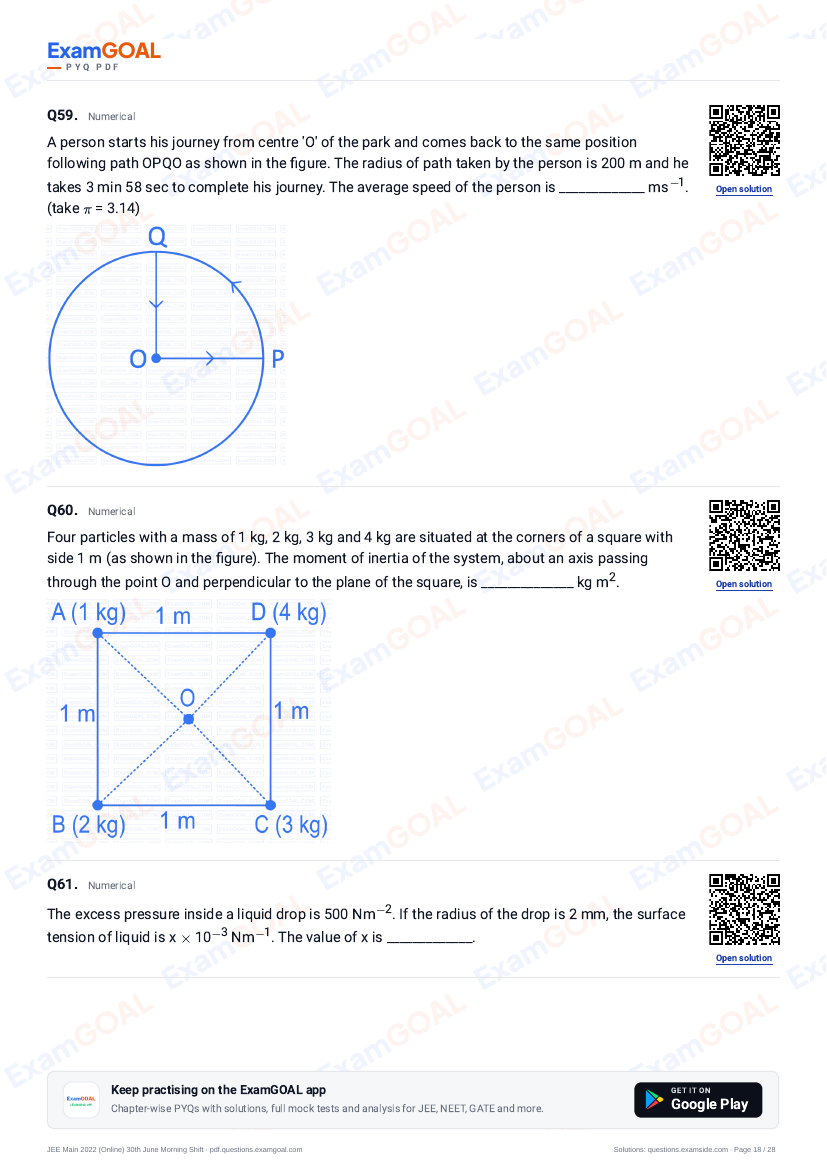 ExamGOAL
PYQ PDF
Q59. Numerical
A person starts his journey from centre 'O' of the park and comes back to the same position
following path OPQO as shown in the figure. The radius of path taken by the person is 200 m and he
takes 3 min 58 sec to complete his journey. The average speed of the person is _____________ ms⁻¹.
(take π = 3.14)
Open solution
Q
O
P
Q60. Numerical
Four particles with a mass of 1 kg, 2 kg, 3 kg and 4 kg are situated at the corners of a square with
side 1 m (as shown in the figure). The moment of inertia of the system, about an axis passing
through the point O and perpendicular to the plane of the square, is ______________ kg m².
Open solution
A (1 kg) 1 m D (4 kg)
O
1 m 1 m
B (2 kg) 1 m C (3 kg)
Q61. Numerical
The excess pressure inside a liquid drop is 500 Nm⁻². If the radius of the drop is 2 mm, the surface
tension of liquid is x × 10⁻³ Nm⁻¹. The value of x is _____________.
Open solution
Keep practising on the ExamGOAL app
Chapter-wise PYQs with solutions, full mock tests and analysis for JEE, NEET, GATE and more.
GET IT ON
Google Play
JEE Main 2022 (Online) 30th June Morning Shift · pdf.questions.examgoal.com
Solutions: questions.examside.com · Page 18 / 28